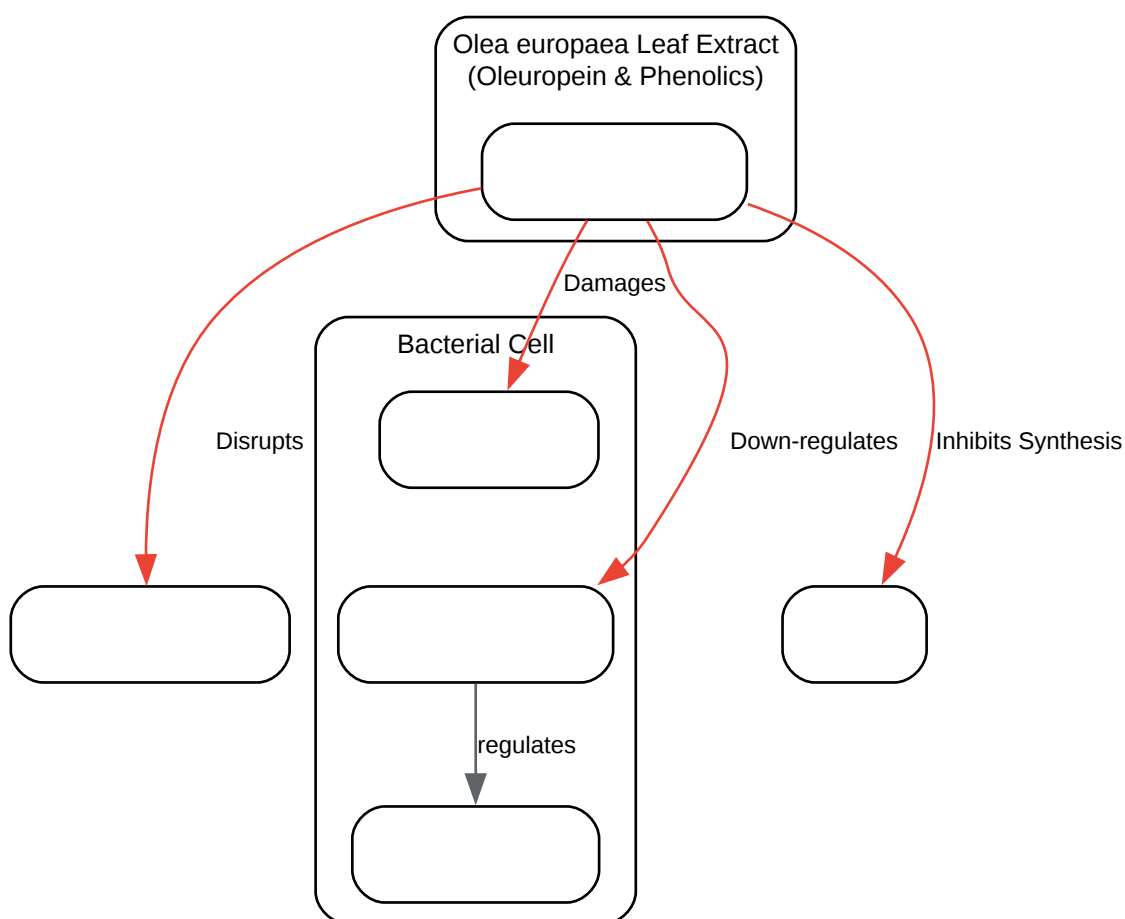 Olea europaea Leaf Extract
(Oleuropein & Phenolics)
Damages
Bacterial Cell
Disrupts
Down-regulates
Inhibits Synthesis
regulates